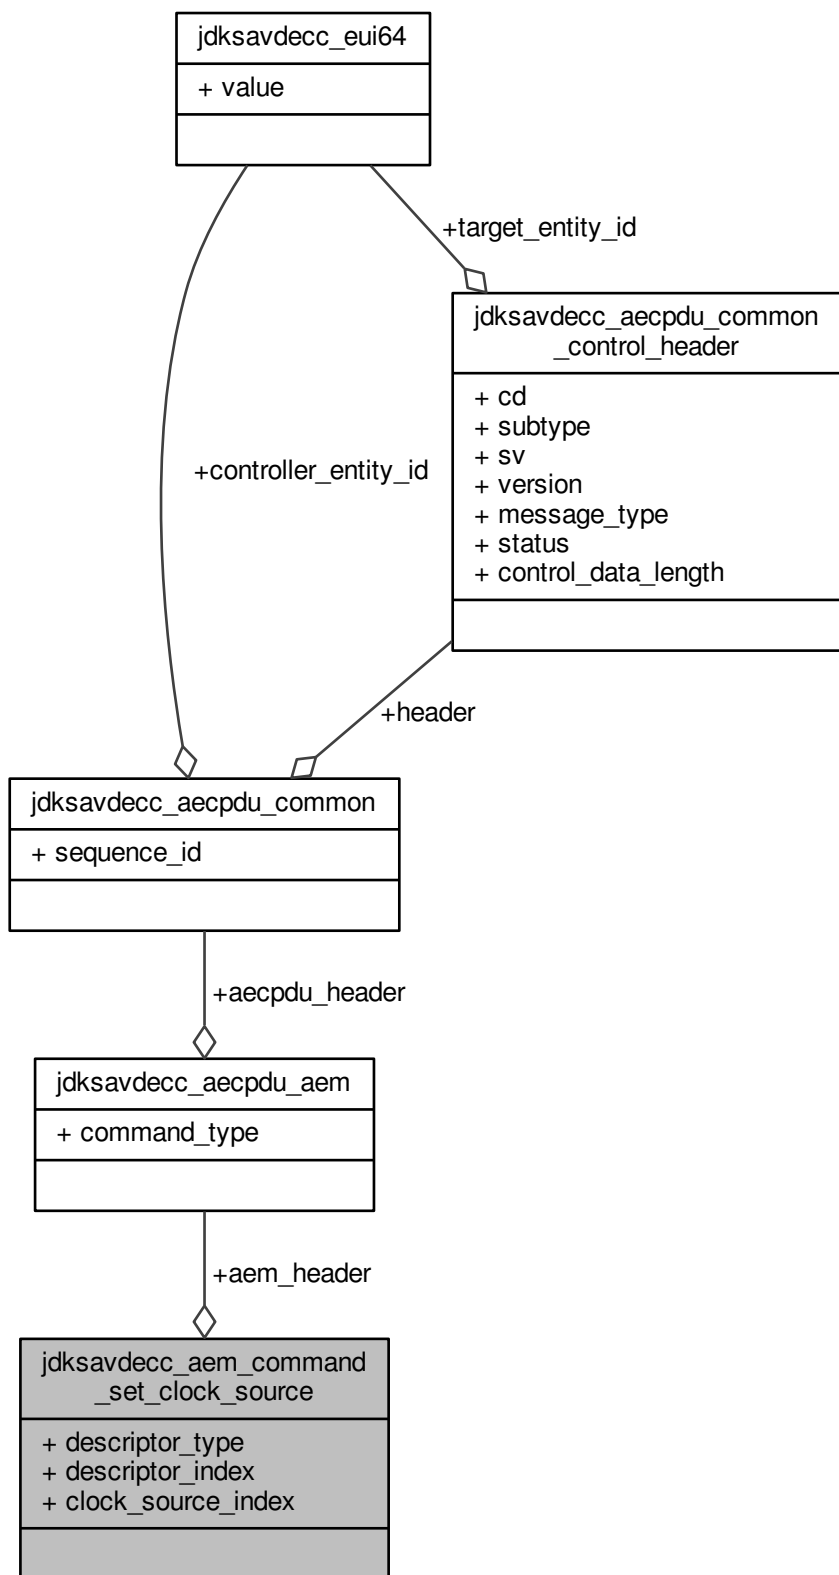 jdksavdecc_eui64
+ value
+target_entity_id
jdksavdecc_aecpdu_common
_control_header
+ cd
+ subtype
+ sv
+ version
+ message_type
+ status
+ control_data_length
+controller_entity_id
+header
jdksavdecc_aecpdu_common
+ sequence_id
+aecpdu_header
jdksavdecc_aecpdu_aem
+ command_type
+aem_header
jdksavdecc_aem_command
_set_clock_source
+ descriptor_type
+ descriptor_index
+ clock_source_index